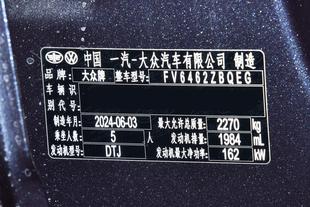 中国 一汽-大众汽车有限公司 制造
品牌 大众牌 整车型号 FV6462ZBQEG
车辆识
别代号
制造年月 2024-06-03 最大允许总质量 2270 kg
乘坐人数 5 人 发动机排量 1984 mL
发动机型号 DTJ 发动机最大净功率 162 kW